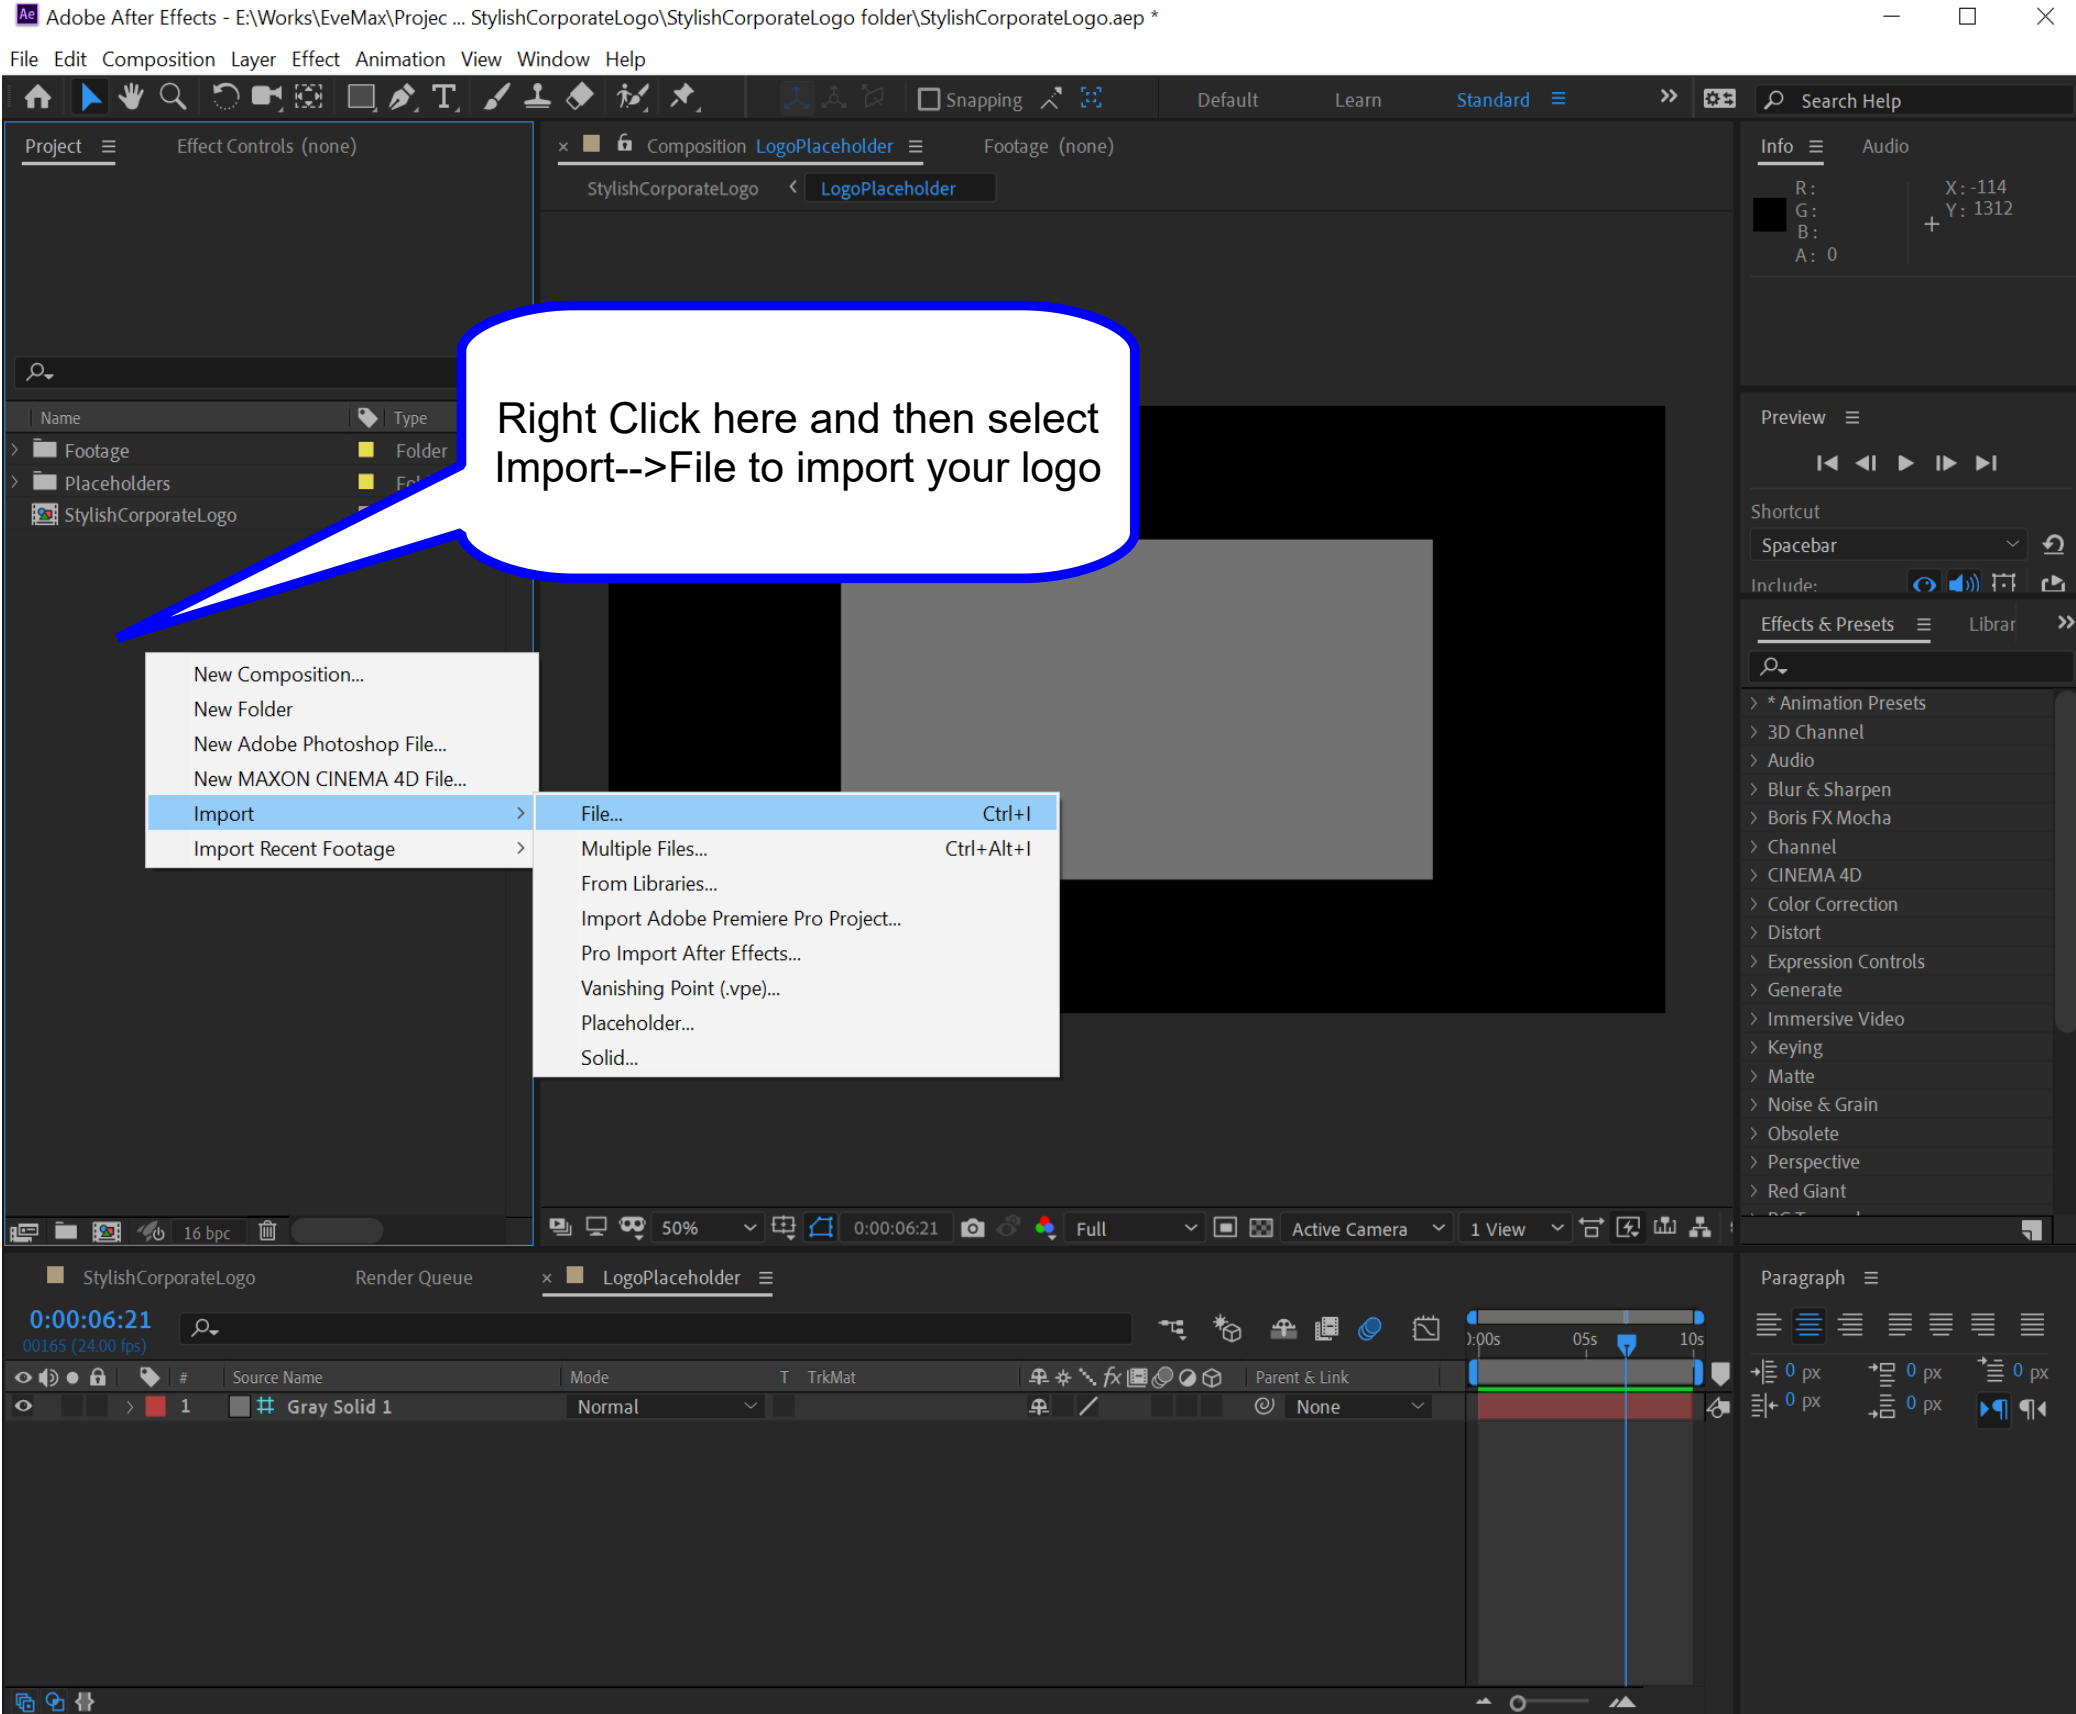 Ae Adobe After Effects - E:\Works\EveMax\Projec ... StylishCorporateLogo\StylishCorporateLogo folder\StylishCorporateLogo.aep *
File Edit Composition Layer Effect Animation View Window Help
Snapping Default Learn Standard Search Help
Project Effect Controls (none)
Composition LogoPlaceholder Footage (none)
StylishCorporateLogo LogoPlaceholder
Info Audio
R: X: -114
G: Y: 1312
B:
A: 0
Name Type
Footage Folder
Placeholders
StylishCorporateLogo
Right Click here and then select
Import-->File to import your logo
New Composition...
New Folder
New Adobe Photoshop File...
New MAXON CINEMA 4D File...
Import
Import Recent Footage
File... Ctrl+I
Multiple Files... Ctrl+Alt+I
From Libraries...
Import Adobe Premiere Pro Project...
Pro Import After Effects...
Vanishing Point (.vpe)...
Placeholder...
Solid...
Preview
Shortcut
Spacebar
Include:
Effects & Presets Librar
* Animation Presets
3D Channel
Audio
Blur & Sharpen
Boris FX Mocha
Channel
CINEMA 4D
Color Correction
Distort
Expression Controls
Generate
Immersive Video
Keying
Matte
Noise & Grain
Obsolete
Perspective
Red Giant
16 bpc
50% 0:00:06:21 Full Active Camera 1 View
StylishCorporateLogo Render Queue LogoPlaceholder
0:00:06:21
00165 (24.00 fps)
):00s 05s 10s
# Source Name Mode T TrkMat Parent & Link
1 Gray Solid 1 Normal None
Paragraph
0 px 0 px 0 px
0 px 0 px